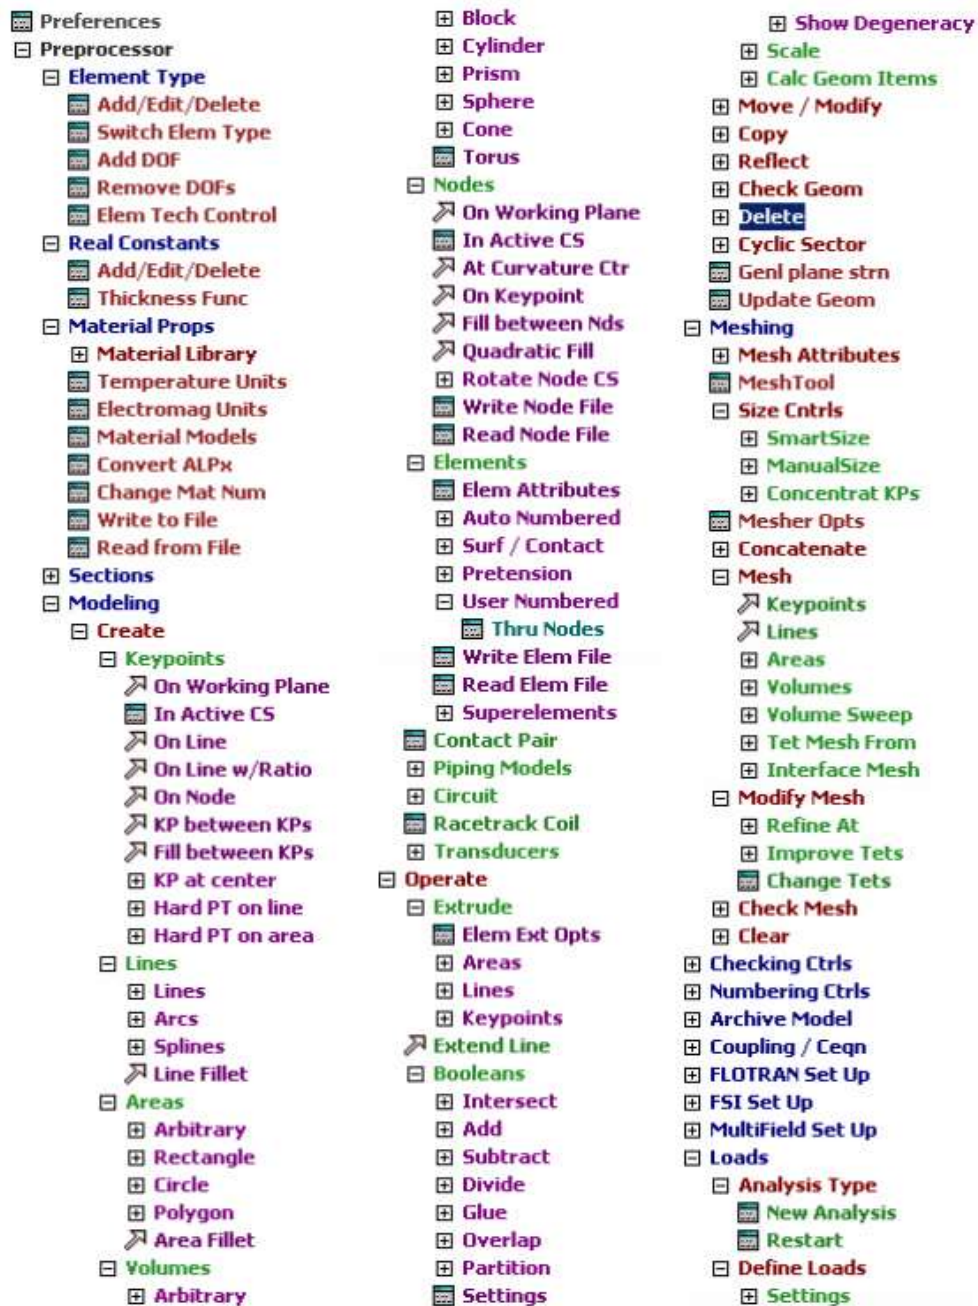 Preferences
Preprocessor
Element Type
Add/Edit/Delete
Switch Elem Type
Add DOF
Remove DOFs
Elem Tech Control
Real Constants
Add/Edit/Delete
Thickness Func
Material Props
Material Library
Temperature Units
Electromag Units
Material Models
Convert ALPx
Change Mat Num
Write to File
Read from File
Sections
Modeling
Create
Keypoints
On Working Plane
In Active CS
On Line
On Line w/Ratio
On Node
KP between KPs
Fill between KPs
KP at center
Hard PT on line
Hard PT on area
Lines
Lines
Arcs
Splines
Line Fillet
Areas
Arbitrary
Rectangle
Circle
Polygon
Area Fillet
Volumes
Arbitrary
Block
Cylinder
Prism
Sphere
Cone
Torus
Nodes
On Working Plane
In Active CS
At Curvature Ctr
On Keypoint
Fill between Nds
Quadratic Fill
Rotate Node CS
Write Node File
Read Node File
Elements
Elem Attributes
Auto Numbered
Surf / Contact
Pretension
User Numbered
Thru Nodes
Write Elem File
Read Elem File
Superelements
Contact Pair
Piping Models
Circuit
Racetrack Coil
Transducers
Operate
Extrude
Elem Ext Opts
Areas
Lines
Keypoints
Extend Line
Booleans
Intersect
Add
Subtract
Divide
Glue
Overlap
Partition
Settings
Show Degeneracy
Scale
Calc Geom Items
Move / Modify
Copy
Reflect
Check Geom
Delete
Cyclic Sector
Genl plane strn
Update Geom
Meshing
Mesh Attributes
MeshTool
Size Cntrls
SmartSize
ManualSize
Concentrat KPs
Mesher Opts
Concatenate
Mesh
Keypoints
Lines
Areas
Volumes
Volume Sweep
Tet Mesh From
Interface Mesh
Modify Mesh
Refine At
Improve Tets
Change Tets
Check Mesh
Clear
Checking Ctrls
Numbering Ctrls
Archive Model
Coupling / Ceqn
FLOTRAN Set Up
FSI Set Up
MultiField Set Up
Loads
Analysis Type
New Analysis
Restart
Define Loads
Settings